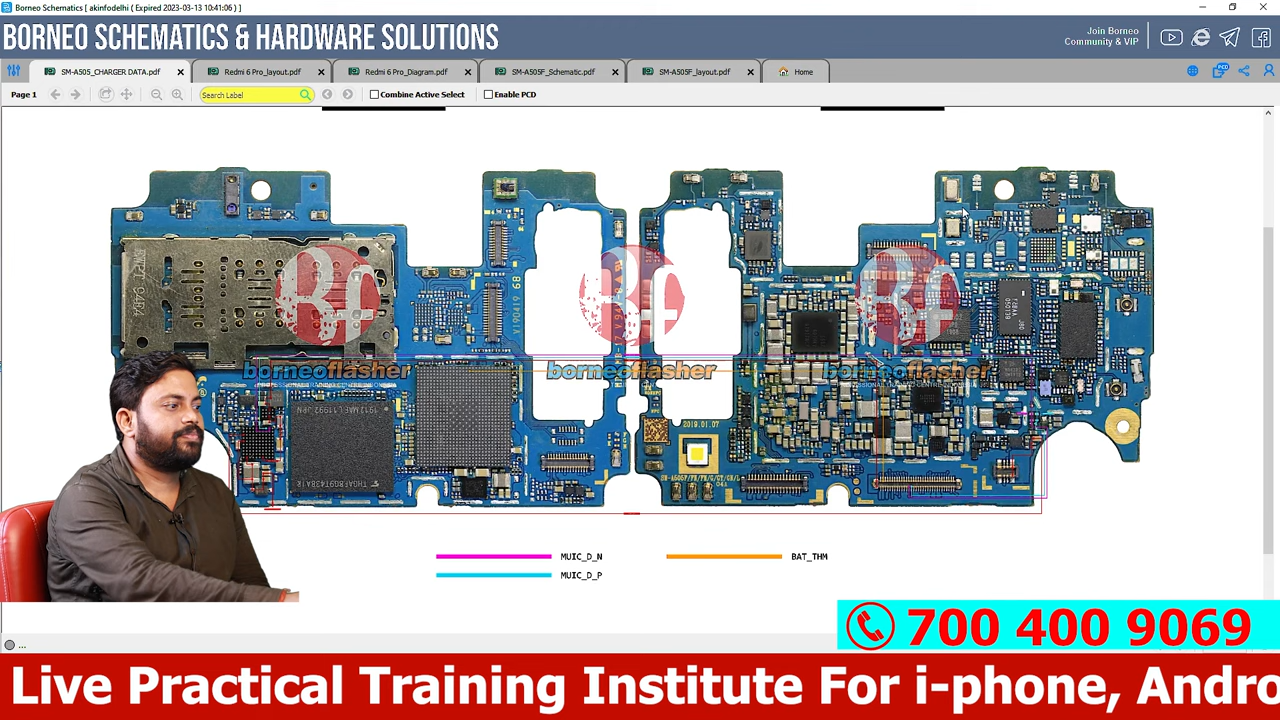 Borneo Schematics [ akinfodelhi ( Expired 2023-03-13 10:41:06 ) ]
BORNEO SCHEMATICS & HARDWARE SOLUTIONS
Join Borneo
Community & VIP
SM-A505_CHARGER DATA.pdf
Redmi 6 Pro_layout.pdf
Redmi 6 Pro_Diagram.pdf
SM-A505F_Schematic.pdf
SM-A505F_layout.pdf
Home
Page 1
Search Label
Combine Active Select
Enable PCD
borneoflasher
borneoflasher
borneoflasher
2019.01.07
MUIC_D_N
BAT_THM
MUIC_D_P
...
700 400 9069
Live Practical Training Institute For i-phone, Andro